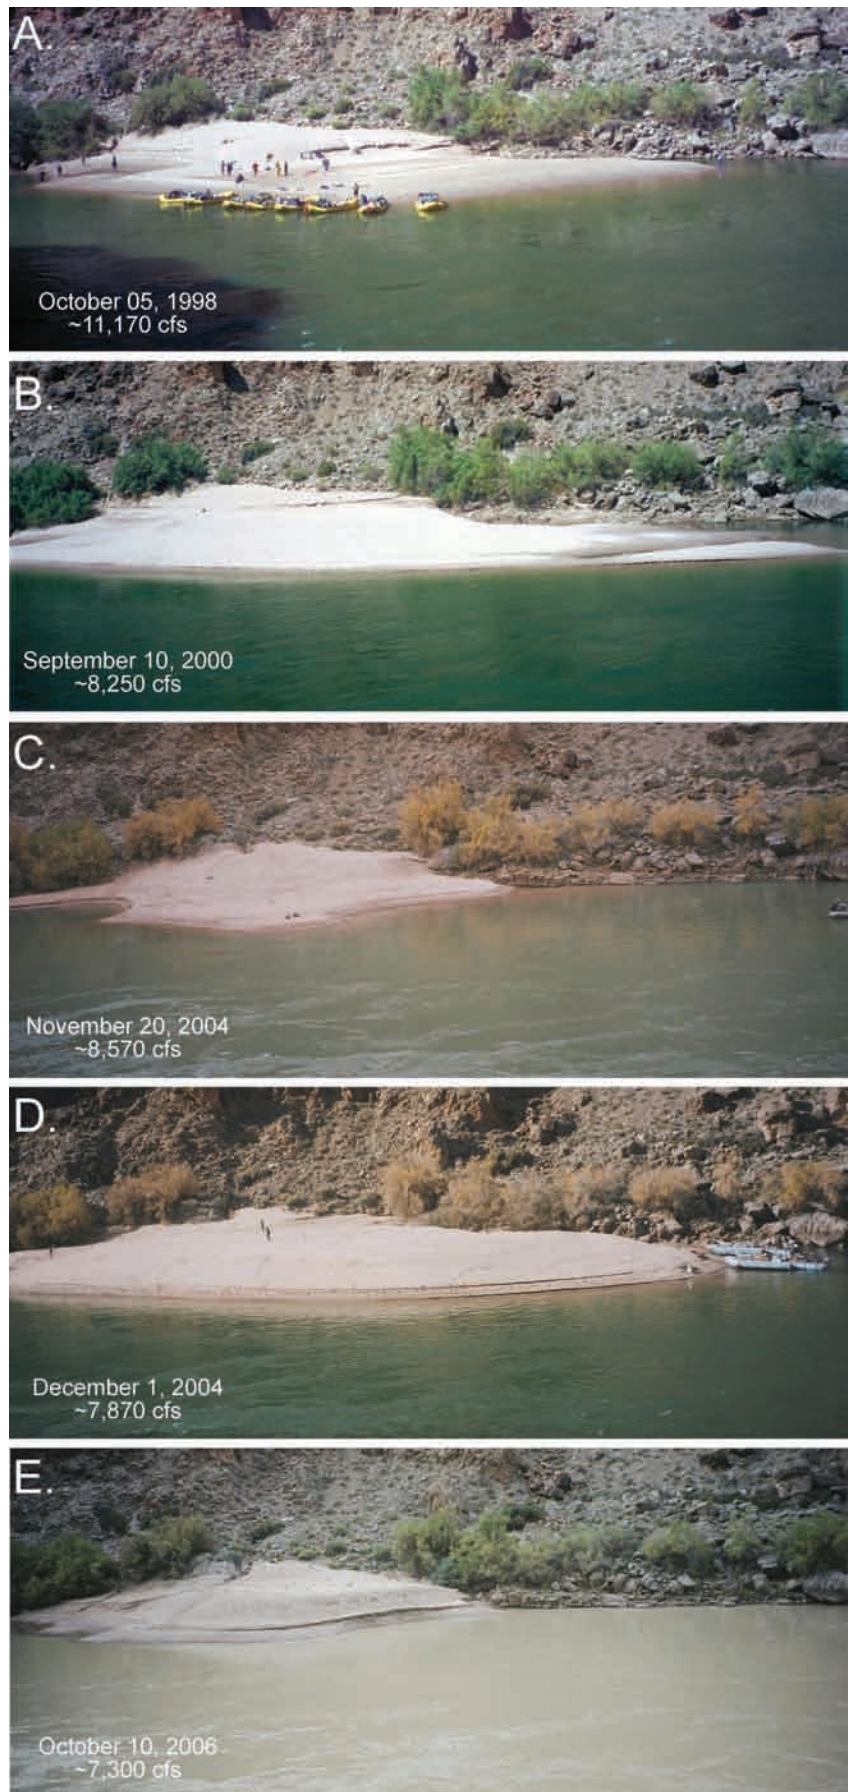 A.
October 05, 1998
~11,170 cfs
B.
September 10, 2000
~8,250 cfs
C.
November 20, 2004
~8,570 cfs
D.
December 1, 2004
~7,870 cfs
E.
October 10, 2006
~7,300 cfs